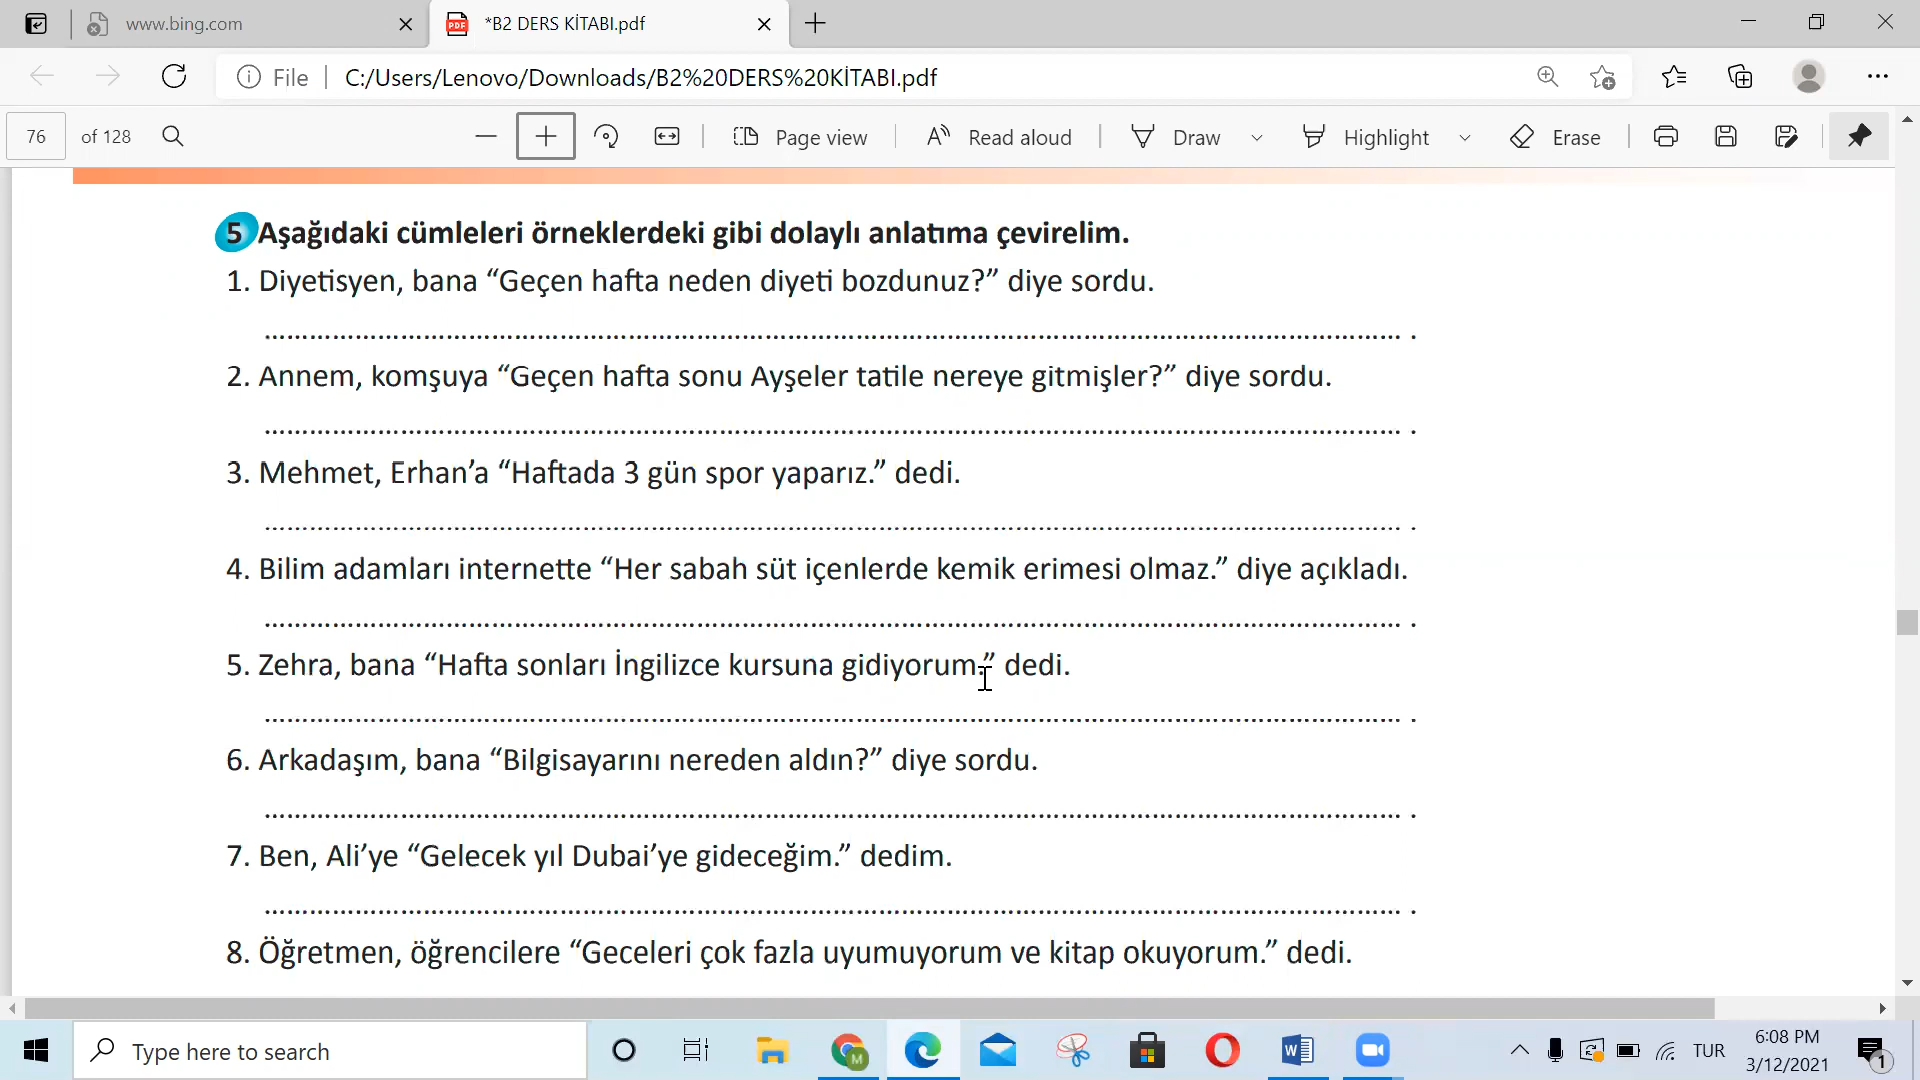 www.bing.com
PDF
*B2 DERS KİTABI.pdf
File
C:/Users/Lenovo/Downloads/B2%20DERS%20KİTABI.pdf
76 of 128
Page view
Read aloud
Draw
Highlight
Erase
5 Aşağıdaki cümleleri örneklerdeki gibi dolaylı anlatıma çevirelim.
1. Diyetisyen, bana “Geçen hafta neden diyeti bozdunuz?” diye sordu.
2. Annem, komşuya “Geçen hafta sonu Ayşeler tatile nereye gitmişler?” diye sordu.
3. Mehmet, Erhan’a “Haftada 3 gün spor yaparız.” dedi.
4. Bilim adamları internette “Her sabah süt içenlerde kemik erimesi olmaz.” diye açıkladı.
5. Zehra, bana “Hafta sonları İngilizce kursuna gidiyorum.” dedi.
6. Arkadaşım, bana “Bilgisayarını nereden aldın?” diye sordu.
7. Ben, Ali’ye “Gelecek yıl Dubai’ye gideceğim.” dedim.
8. Öğretmen, öğrencilere “Geceleri çok fazla uyumuyorum ve kitap okuyorum.” dedi.
Type here to search
M
W
TUR
6:08 PM
3/12/2021
1